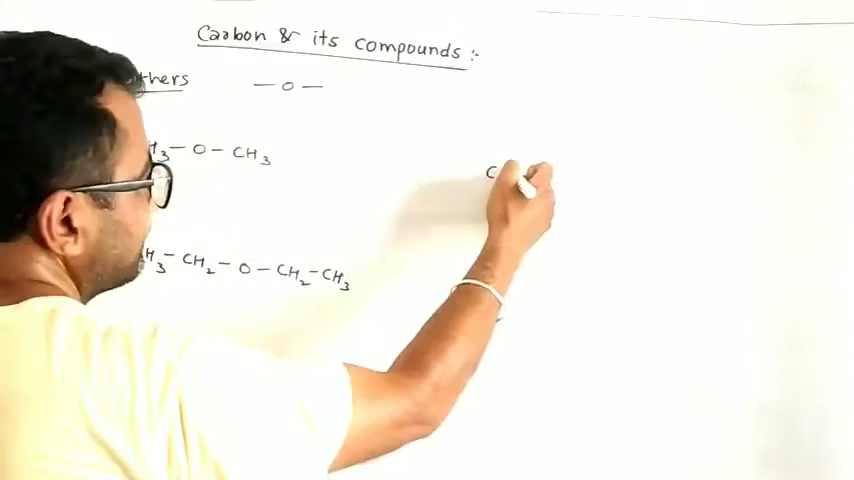 Carbon & its compounds :-
thers — O —
H3 — O — CH3
C
H3 — CH2 — O — CH2 — CH3